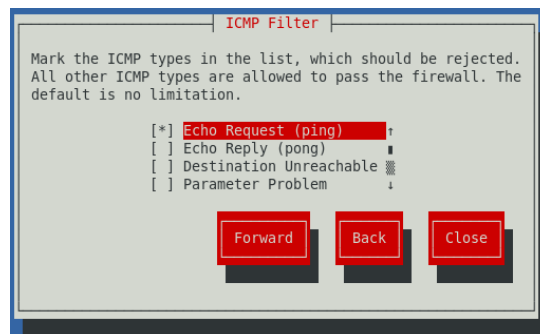 ICMP Filter
Mark the ICMP types in the list, which should be rejected.
All other ICMP types are allowed to pass the firewall. The
default is no limitation.
[*] Echo Request (ping) ↑
[ ] Echo Reply (pong)
[ ] Destination Unreachable
[ ] Parameter Problem ↓
Forward Back Close